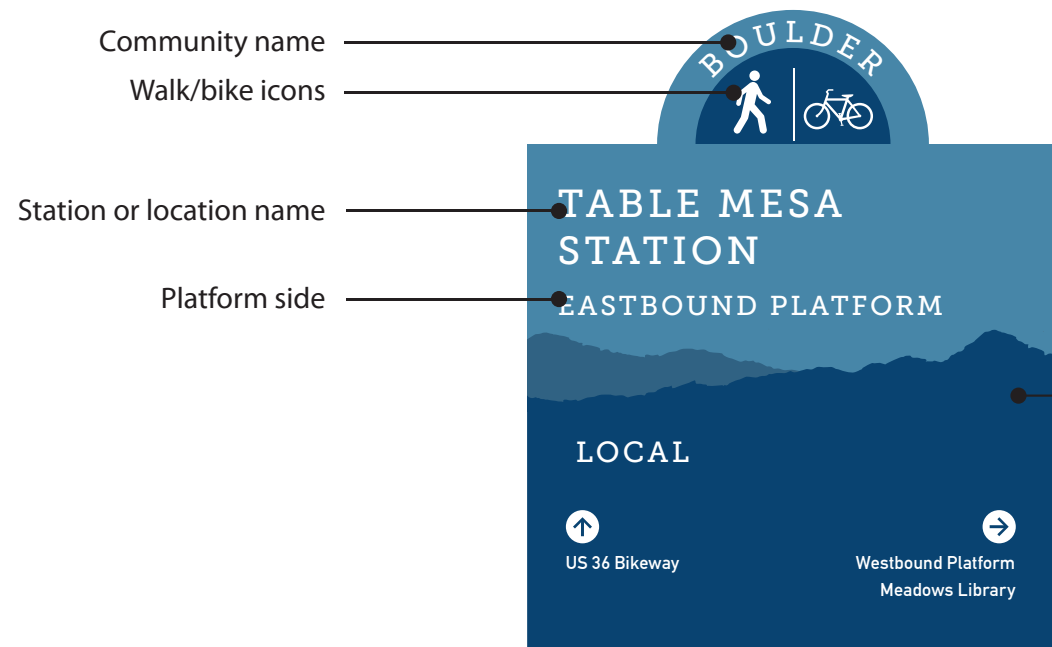 Community name
BOULDER
Walk/bike icons
Station or location name
TABLE MESA
STATION
Platform side
EASTBOUND PLATFORM
LOCAL
US 36 Bikeway
Westbound Platform
Meadows Library